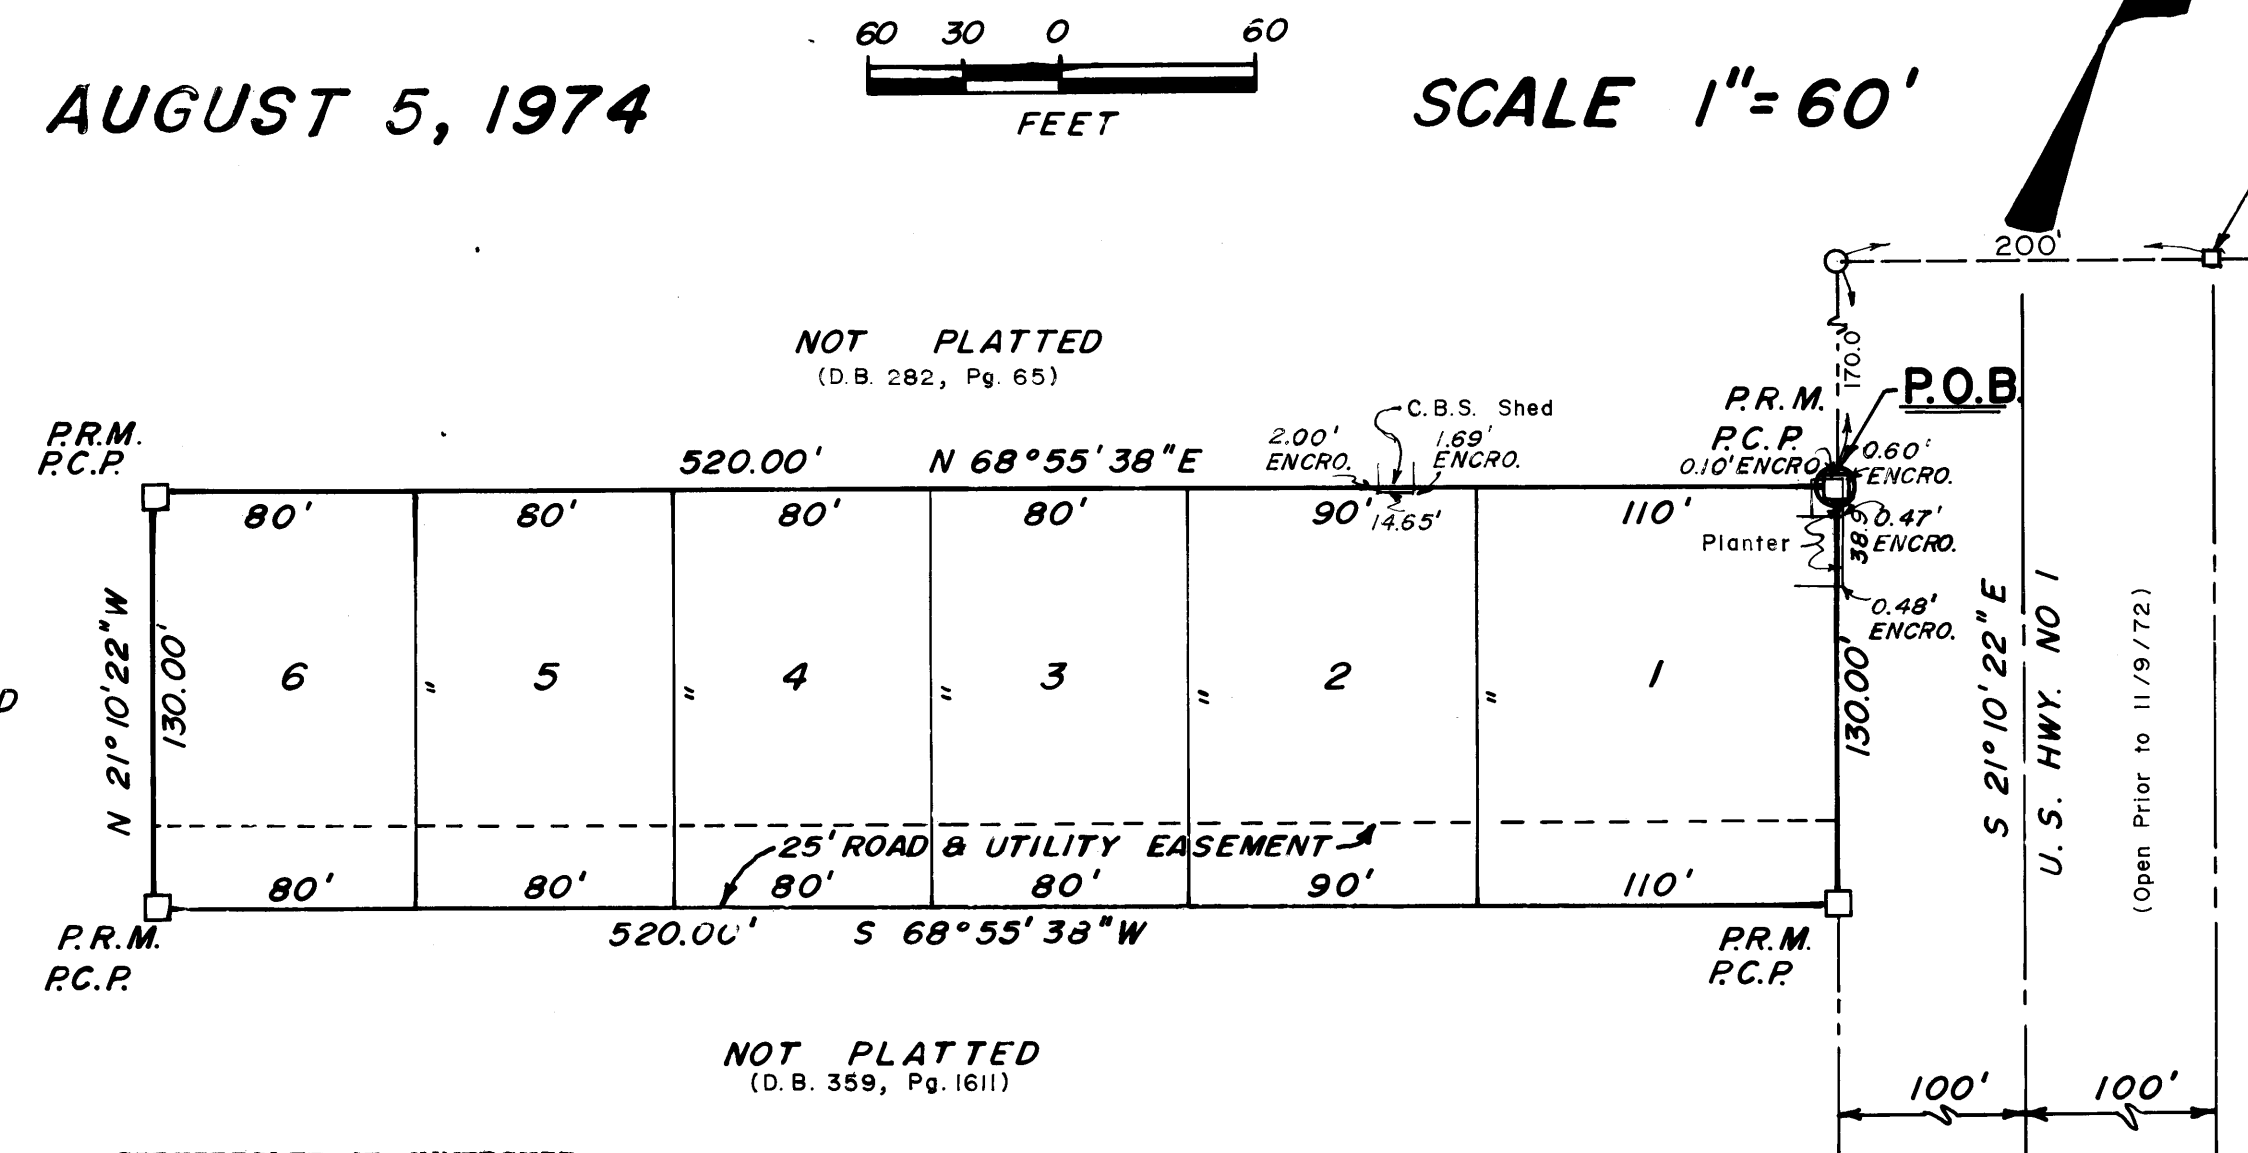 60 30 0 60
FEET
AUGUST 5, 1974
SCALE 1"=60'
200'
170.0
NOT PLATTED
(D.B. 282, Pg. 65)
P.O.B.
P.R.M.
P.C.P.
0.10' ENCRO.
0.60'
ENCRO.
C.B.S. Shed
2.00'
ENCRO.
1.69'
ENCRO.
P.R.M.
P.C.P.
520.00' N 68°55'38"E
80' 80' 80' 80' 90' 110'
14.65'
Planter
38.9
0.47'
ENCRO.
0.48'
ENCRO.
N 21°10'22"W
130.00'
6 " 5 " 4 " 3 " 2 " 1
130.00'
S 21°10'22"E
U.S. HWY. NO 1
(Open Prior to 11/9/72)
D
25' ROAD & UTILITY EASEMENT
80' 80' 80' 80' 90' 110'
520.00' S 68°55'38"W
P.R.M.
P.C.P.
P.R.M.
P.C.P.
NOT PLATTED
(D.B. 359, Pg. 1611)
100' 100'